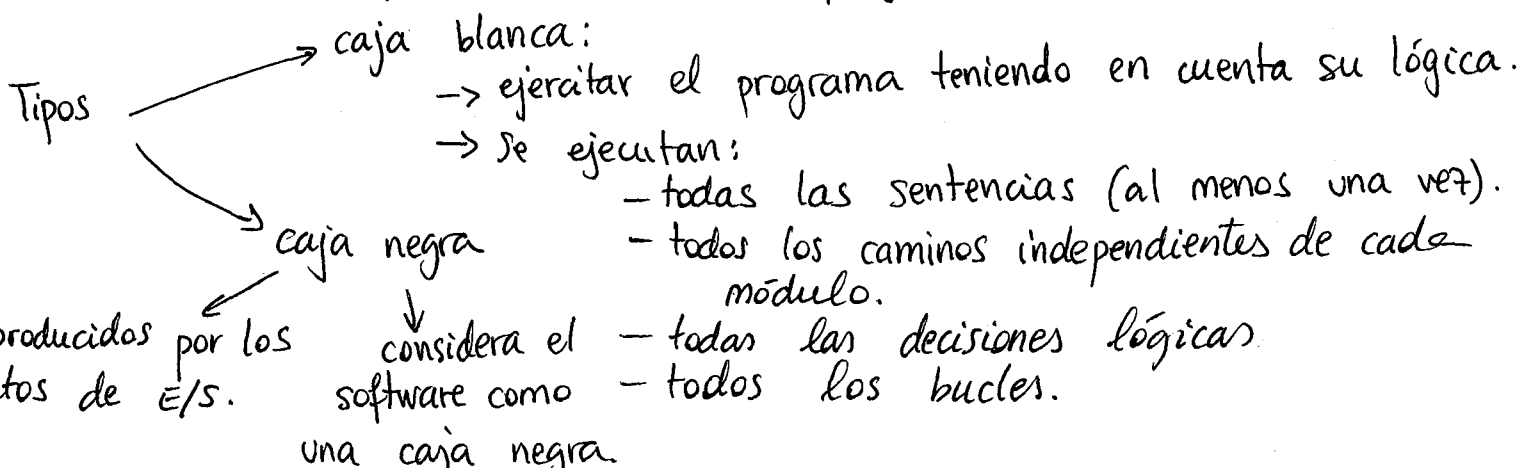 caja blanca:
Tipos
→ ejercitar el programa teniendo en cuenta su lógica.
→ Se ejecutan:
- todas las sentencias (al menos una vez).
- todos los caminos independientes de cada
módulo.
- todas las decisiones lógicas
- todos los bucles.
caja negra
producidos por los
tos de E/S.
considera el
software como
una caja negra.